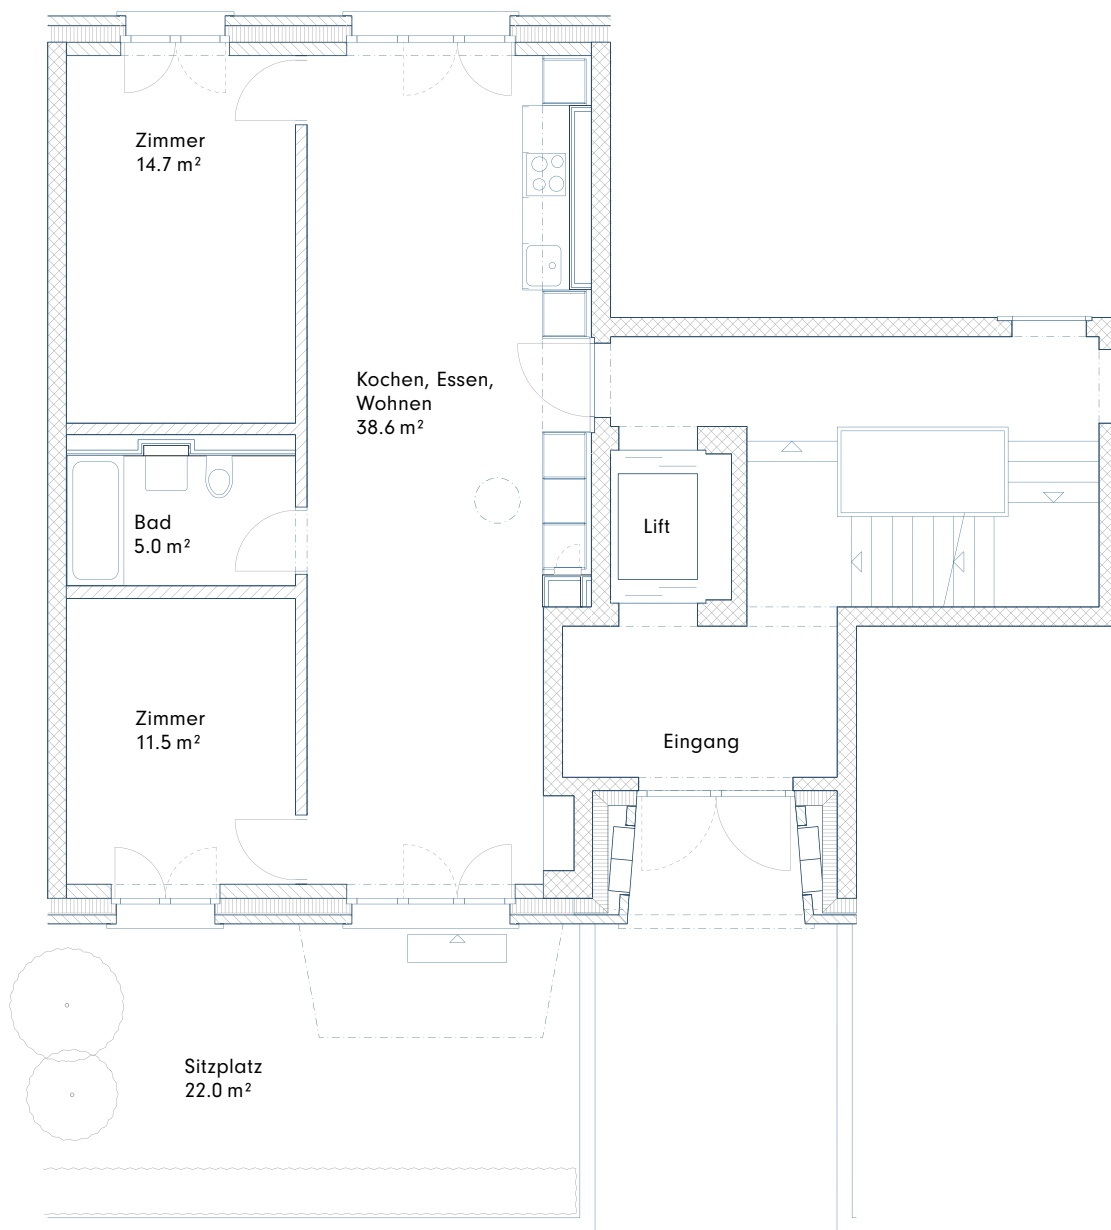 Zimmer
14.7 m²
Kochen, Essen,
Wohnen
38.6 m²
Bad
5.0 m²
Lift
Zimmer
11.5 m²
Eingang
Sitzplatz
22.0 m²